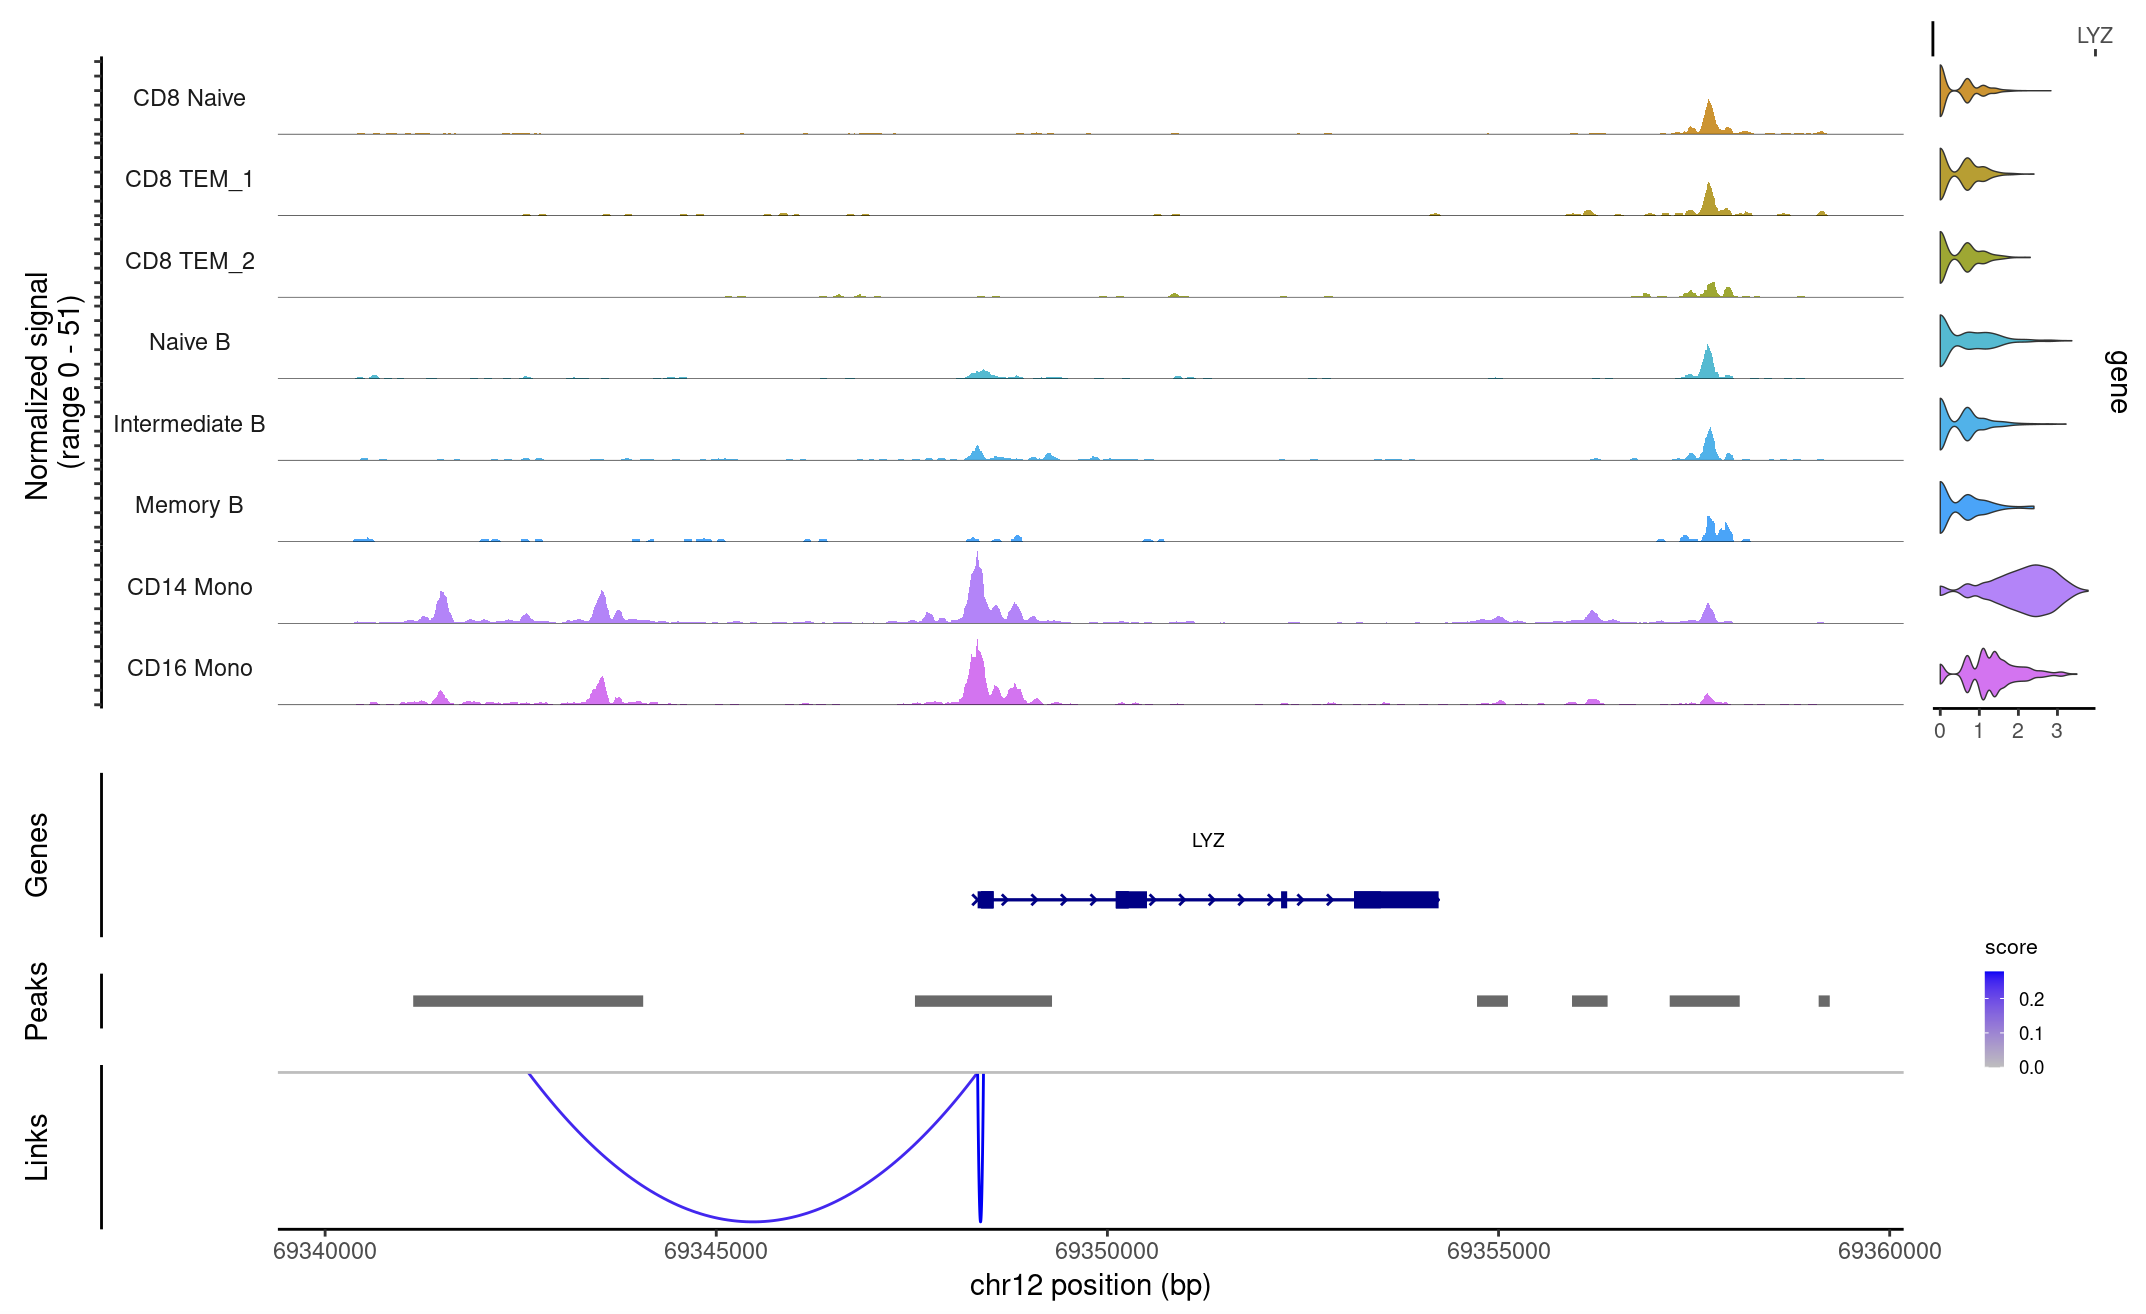 LYZ
CD8 Naive
CD8 TEM_1
CD8 TEM_2
Naive B
Intermediate B
Memory B
CD14 Mono
CD16 Mono
Normalized signal
(range 0 - 51)
gene
0 1 2 3
Genes
LYZ
Peaks
score
0.2
0.1
0.0
Links
69340000 69345000 69350000 69355000 69360000
chr12 position (bp)